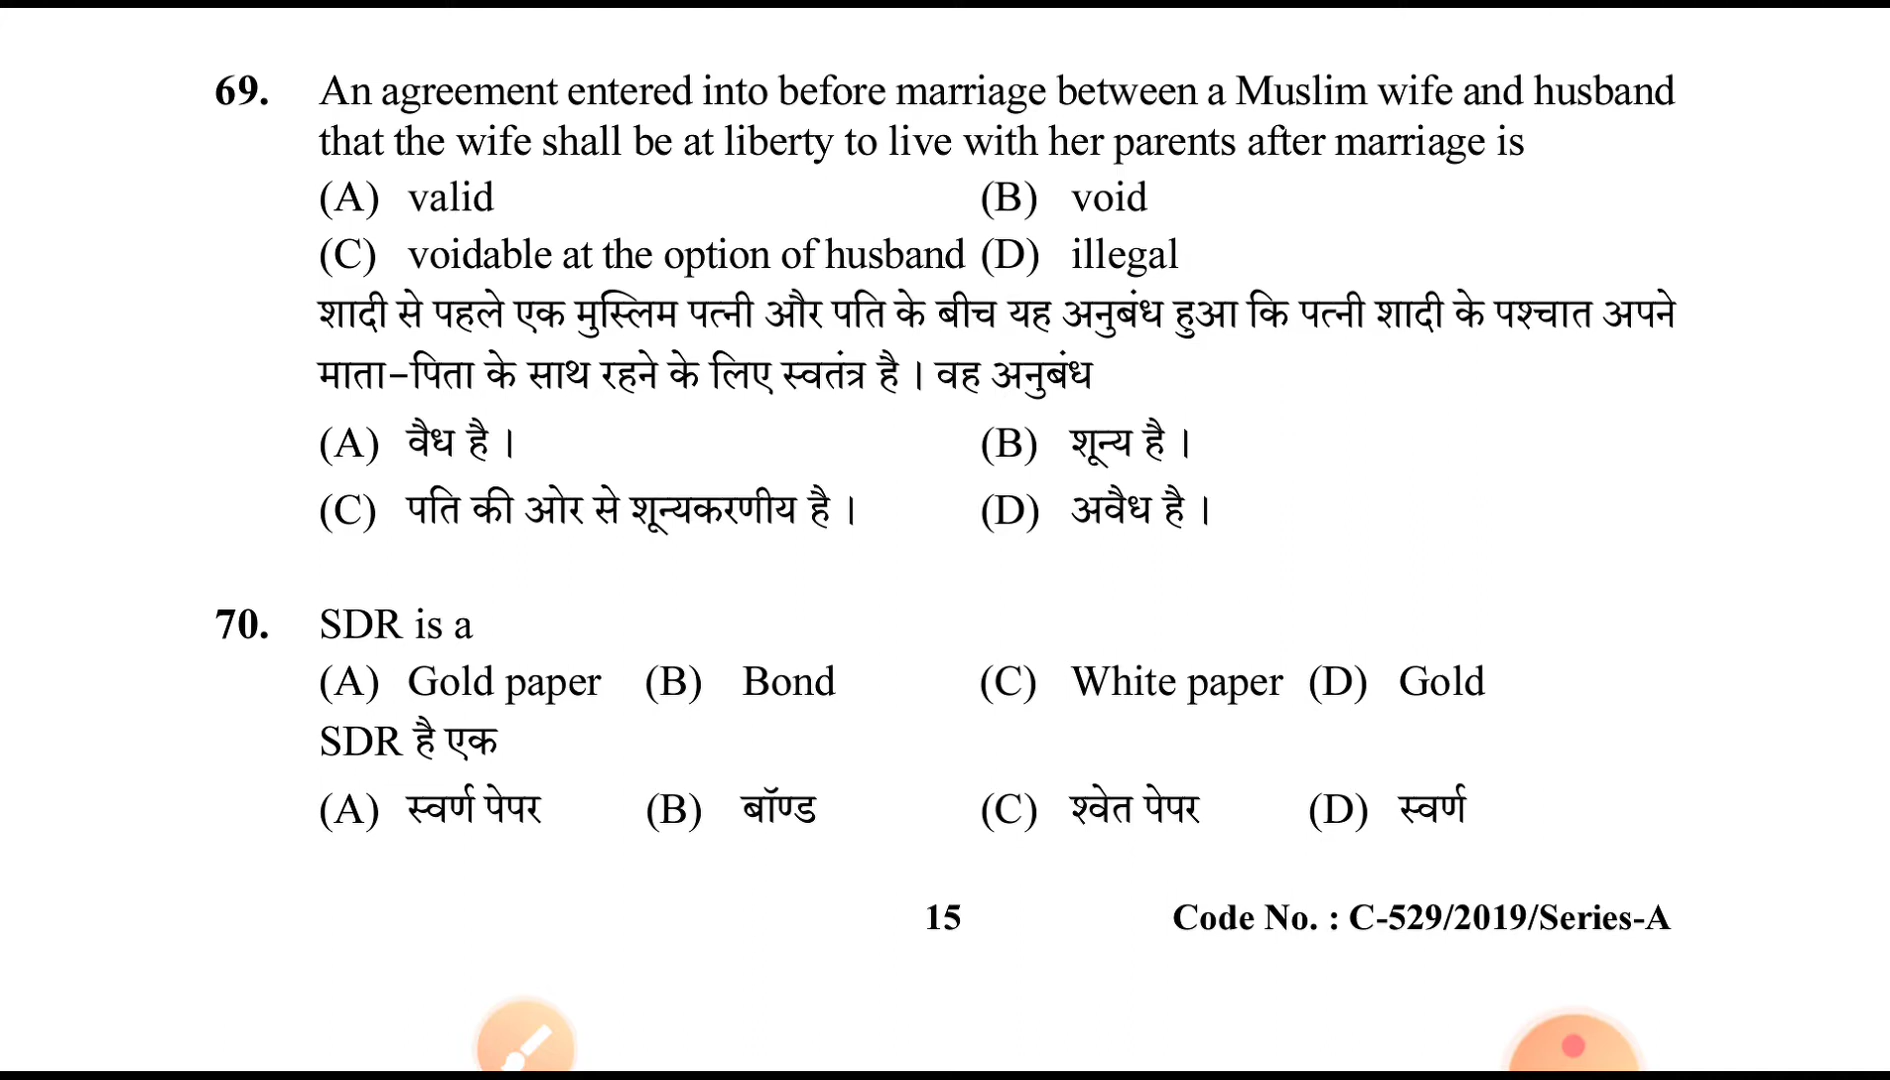 69. An agreement entered into before marriage between a Muslim wife and husband
that the wife shall be at liberty to live with her parents after marriage is
(A) valid (B) void
(C) voidable at the option of husband (D) illegal
शादी से पहले एक मुस्लिम पत्नी और पति के बीच यह अनुबंध हुआ कि पत्नी शादी के पश्चात अपने
माता-पिता के साथ रहने के लिए स्वतंत्र है । वह अनुबंध
(A) वैध है । (B) शून्य है ।
(C) पति की ओर से शून्यकरणीय है । (D) अवैध है ।
70. SDR is a
(A) Gold paper (B) Bond (C) White paper (D) Gold
SDR है एक
(A) स्वर्ण पेपर (B) बॉण्ड (C) श्वेत पेपर (D) स्वर्ण
15 Code No. : C-529/2019/Series-A